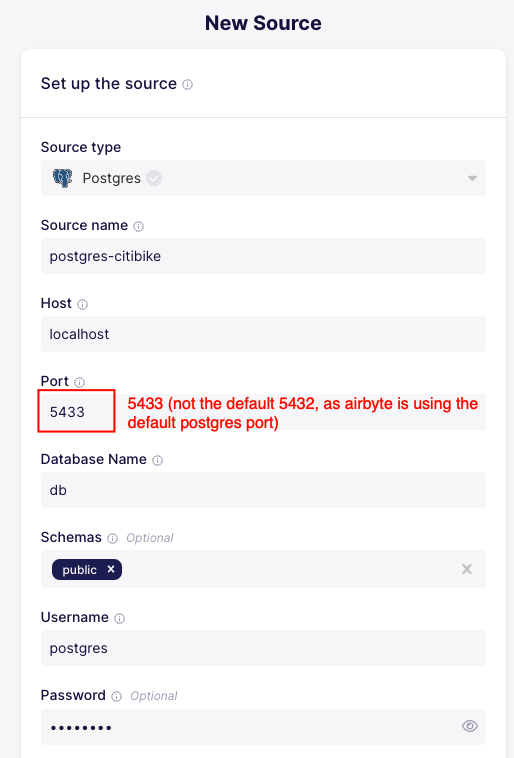 New Source
Set up the source
Source type
Postgres
Source name
postgres-citibike
Host
localhost
Port
5433
5433 (not the default 5432, as airbyte is using the
default postgres port)
Database Name
db
Schemas Optional
public ×
Username
postgres
Password Optional
••••••••